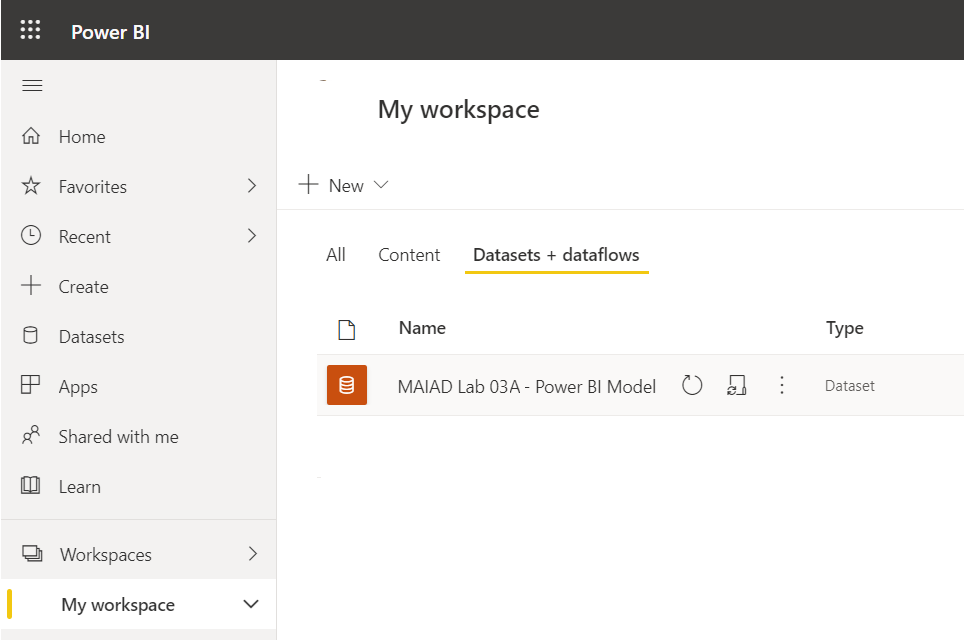 Power BI
Home
Favorites
Recent
Create
Datasets
Apps
Shared with me
Learn
Workspaces
My workspace
My workspace
New
All Content Datasets + dataflows
Name Type
MAIAD Lab 03A - Power BI Model Dataset